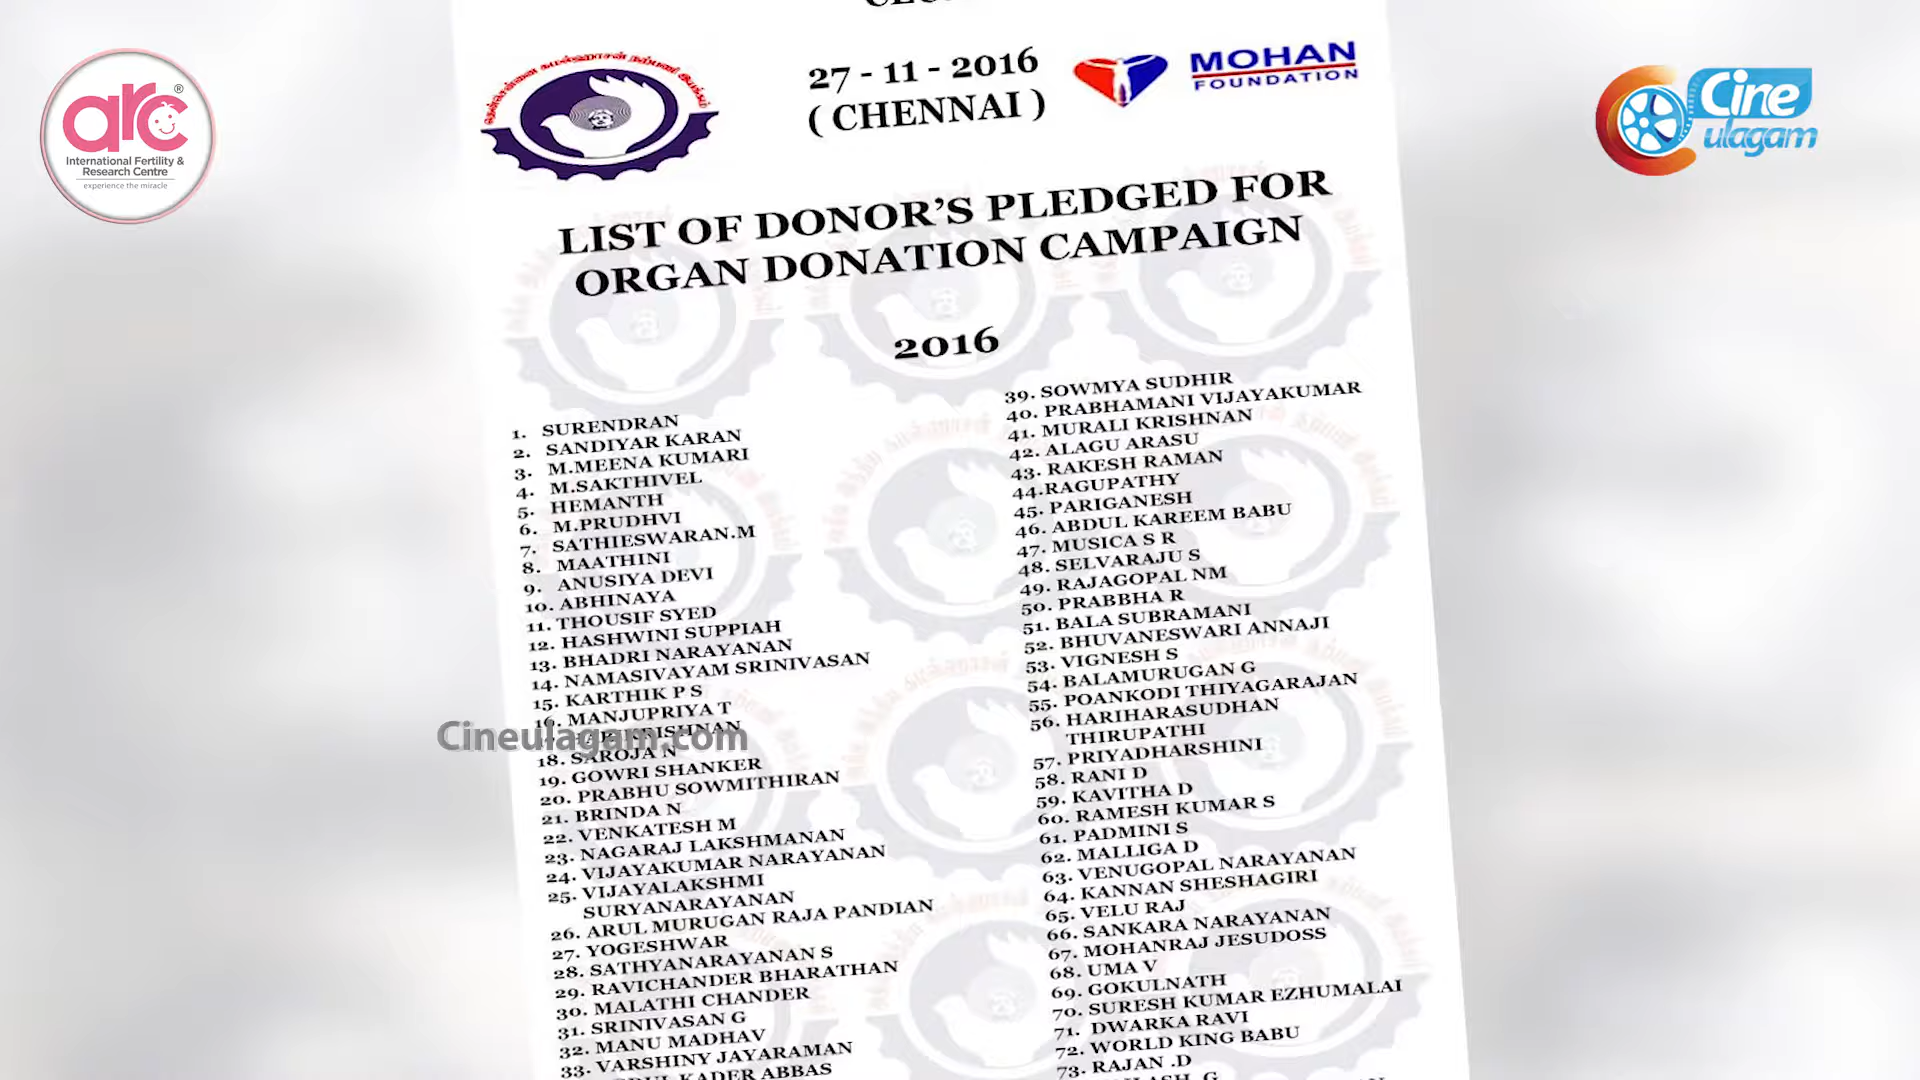 arc®
International Fertility &
Research Centre
experience the miracle
27 - 11 - 2016
( CHENNAI )
MOHAN
FOUNDATION
Cine
ulagam
LIST OF DONOR’S PLEDGED FOR
ORGAN DONATION CAMPAIGN
2016
1. SURENDRAN
2. SANDIYAR KARAN
3. M.MEENA KUMARI
4. M.SAKTHIVEL
5. HEMANTH
6. M.PRUDHVI
7. SATHIESWARAN.M
8. MAATHINI
9. ANUSIYA DEVI
10. ABHINAYA
11. THOUSIF SYED
12. HASHWINI SUPPIAH
13. BHADRI NARAYANAN
14. NAMASIVAYAM SRINIVASAN
15. KARTHIK P S
16. MANJUPRIYA T
Cineulagam.com
18. SAROJA N
19. GOWRI SHANKER
20. PRABHU SOWMITHIRAN
21. BRINDA N
22. VENKATESH M
23. NAGARAJ LAKSHMANAN
24. VIJAYAKUMAR NARAYANAN
25. VIJAYALAKSHMI
SURYANARAYANAN
26. ARUL MURUGAN RAJA PANDIAN
27. YOGESHWAR
28. SATHYANARAYANAN S
29. RAVICHANDER BHARATHAN
30. MALATHI CHANDER
31. SRINIVASAN G
32. MANU MADHAV
33. VARSHINY JAYARAMAN
KADER ABBAS
39. SOWMYA SUDHIR
40. PRABHAMANI VIJAYAKUMAR
41. MURALI KRISHNAN
42. ALAGU ARASU
43. RAKESH RAMAN
44.RAGUPATHY
45. PARIGANESH
46. ABDUL KAREEM BABU
47. MUSICA S R
48. SELVARAJU S
49. RAJAGOPAL NM
50. PRABBHA R
51. BALA SUBRAMANI
52. BHUVANESWARI ANNAJI
53. VIGNESH S
54. BALAMURUGAN G
55. POANKODI THIYAGARAJAN
56. HARIHARASUDHAN
THIRUPATHI
57. PRIYADHARSHINI
58. RANI D
59. KAVITHA D
60. RAMESH KUMAR S
61. PADMINI S
62. MALLIGA D
63. VENUGOPAL NARAYANAN
64. KANNAN SHESHAGIRI
65. VELU RAJ
66. SANKARA NARAYANAN
67. MOHANRAJ JESUDOSS
68. UMA V
69. GOKULNATH
70. SURESH KUMAR EZHUMALAI
71. DWARKA RAVI
72. WORLD KING BABU
73. RAJAN .D